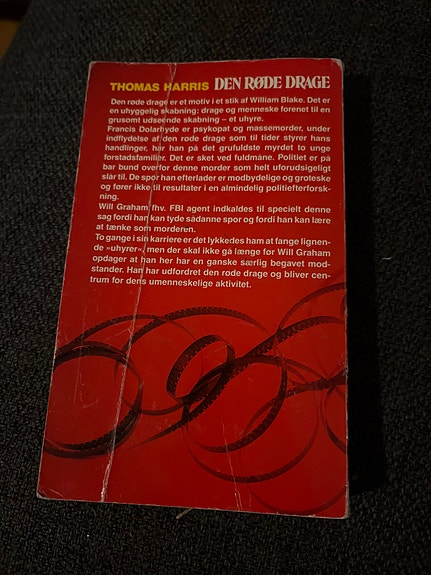 THOMAS HARRIS DEN RØDE DRAGE
Den røde drage er et motiv i et stik af William Blake. Det er
en uhyggelig skabning: drage og menneske forenet til en
grusomt udseende skabning – et uhyre.
Francis Dolarhyde er psykopat og massemorder, under
indflydelse af den røde drage som til tider styrer hans
handlinger, har han på det grufuldste myrdet to unge
forstadsfamilier. Det er sket ved fuldmåne. Politiet er på
bar bund overfor denne morder som helt uforudsigeligt
slår til. De spor han efterlader er modbydelige og groteske
og fører ikke til resultater i en almindelig politieforsk-
ning.
Will Graham, fhv. FBI agent indkaldes til specielt denne
sag fordi han kan tyde sådanne spor og fordi han kan lære
at tænke som morderen.
To gange i sin karriere er det lykkedes ham at fange lignen-
de »uhyrer«, men der skal ikke gå længe for Will Graham
opdager at han her har en ganske særlig begavet mod-
stander. Han har udfordret den røde drage og bliver cen-
trum for dens umenneskelige aktivitet.